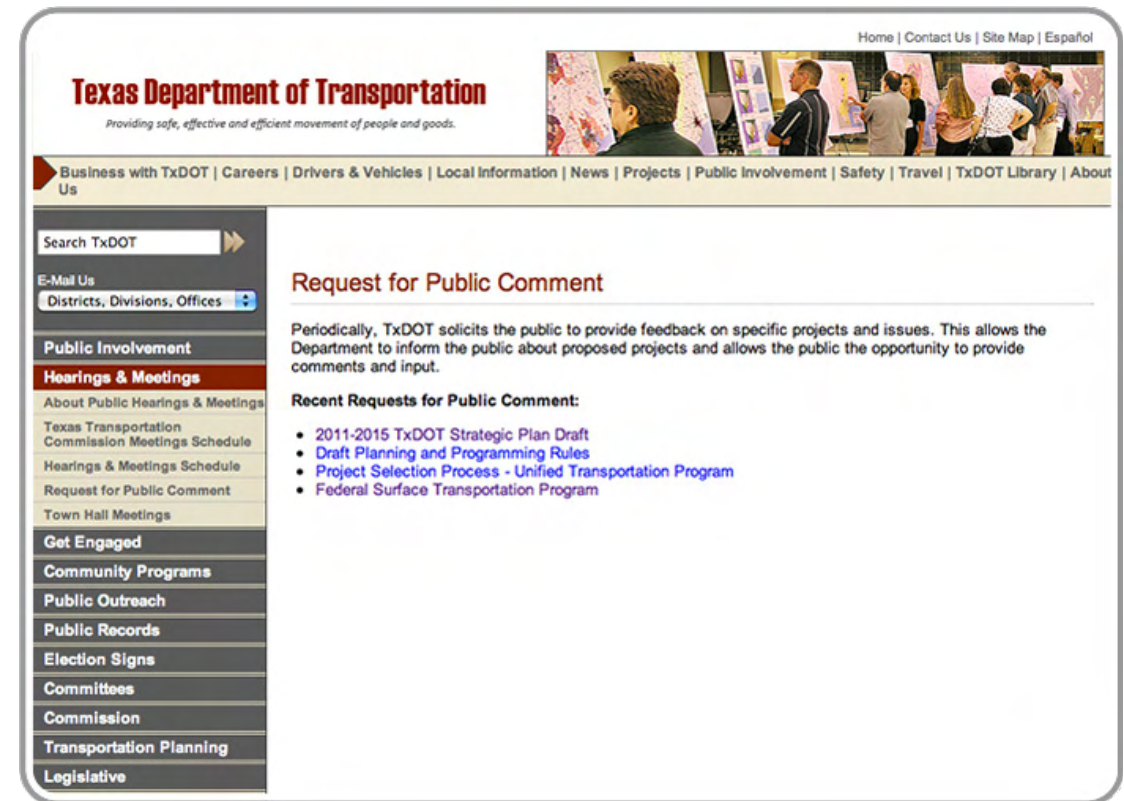 Home | Contact Us | Site Map | Español
Texas Department of Transportation
Providing safe, effective and efficient movement of people and goods.
Business with TxDOT | Careers | Drivers & Vehicles | Local Information | News | Projects | Public Involvement | Safety | Travel | TxDOT Library | About
Us
Search TxDOT
E-Mail Us
Districts, Divisions, Offices
Public Involvement
Hearings & Meetings
About Public Hearings & Meetings
Texas Transportation
Commission Meetings Schedule
Hearings & Meetings Schedule
Request for Public Comment
Town Hall Meetings
Get Engaged
Community Programs
Public Outreach
Public Records
Election Signs
Committees
Commission
Transportation Planning
Legislative
Request for Public Comment
Periodically, TxDOT solicits the public to provide feedback on specific projects and issues. This allows the
Department to inform the public about proposed projects and allows the public the opportunity to provide
comments and input.
Recent Requests for Public Comment:
• 2011-2015 TxDOT Strategic Plan Draft
• Draft Planning and Programming Rules
• Project Selection Process - Unified Transportation Program
• Federal Surface Transportation Program